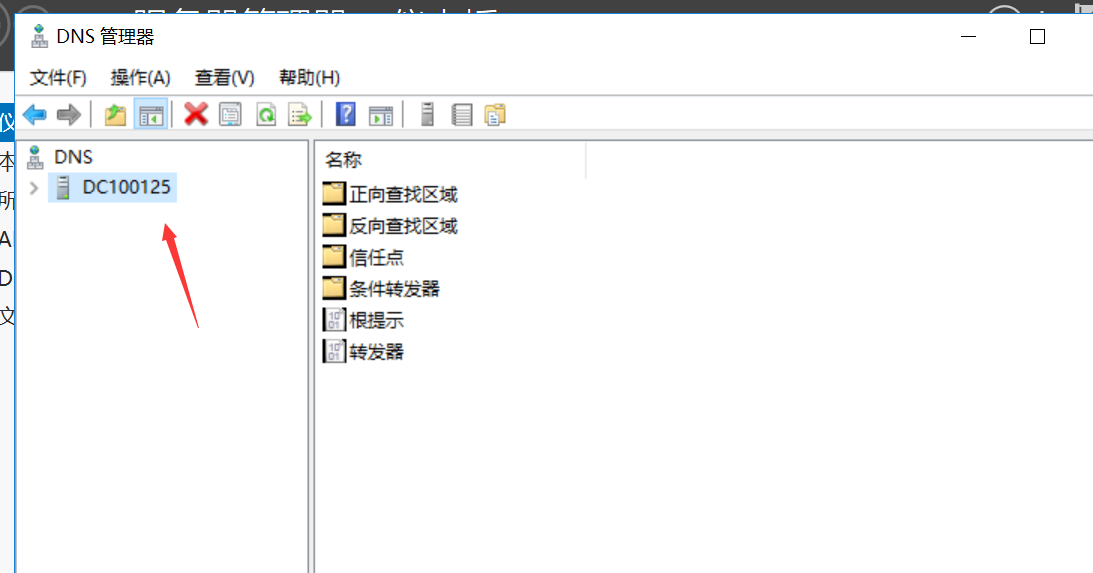 DNS 管理器
文件(F) 操作(A) 查看(V) 帮助(H)
DNS
DC100125
名称
正向查找区域
反向查找区域
信任点
条件转发器
根提示
转发器